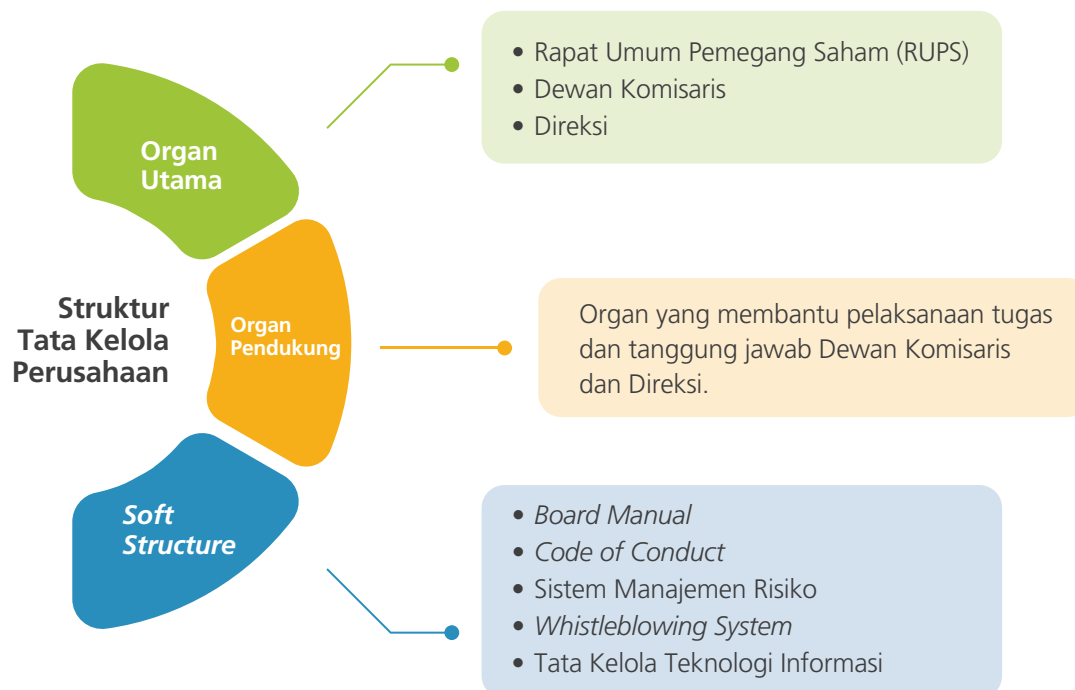 Struktur
Tata Kelola
Perusahaan
Organ
Utama
• Rapat Umum Pemegang Saham (RUPS)
• Dewan Komisaris
• Direksi
Organ
Pendukung
Organ yang membantu pelaksanaan tugas
dan tanggung jawab Dewan Komisaris
dan Direksi.
Soft
Structure
• Board Manual
• Code of Conduct
• Sistem Manajemen Risiko
• Whistleblowing System
• Tata Kelola Teknologi Informasi